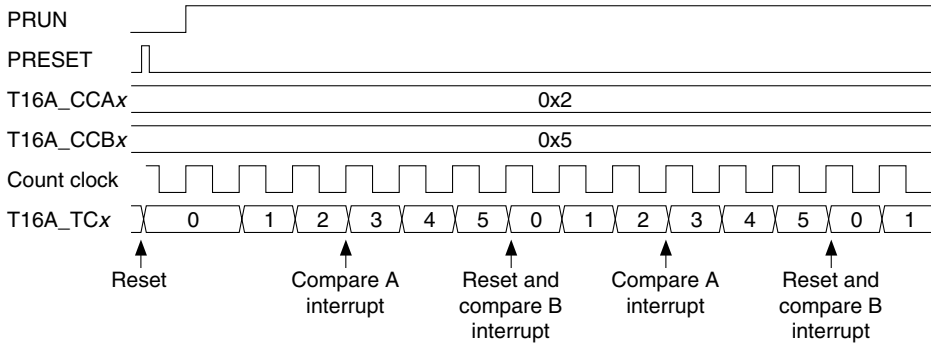 PRUN
PRESET
T16A_CCAx
0x2
T16A_CCBx
0x5
Count clock
T16A_TCx
0 1 2 3 4 5 0 1 2 3 4 5 0 1
Reset
Compare A
interrupt
Reset and
compare B
interrupt
Compare A
interrupt
Reset and
compare B
interrupt